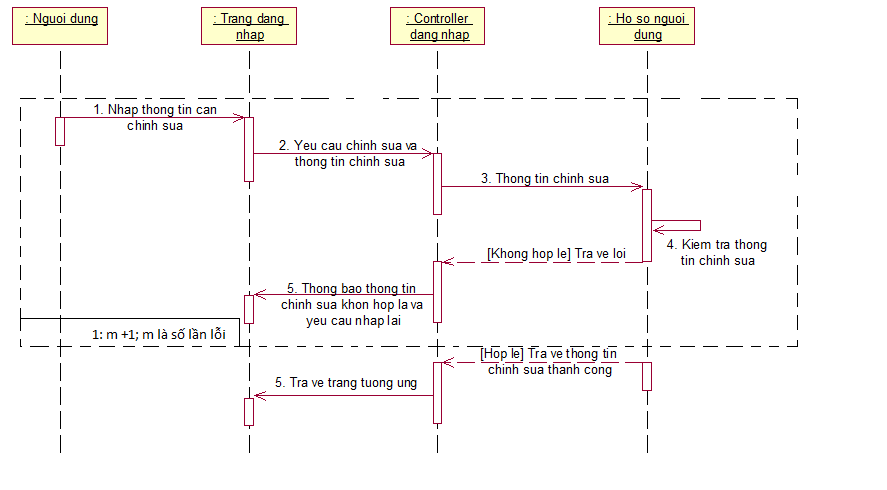 : Nguoi dung
: Trang dang
nhap
: Controller
dang nhap
: Ho so nguoi
dung
1. Nhap thong tin can
chinh sua
2. Yeu cau chinh sua va
thong tin chinh sua
3. Thong tin chinh sua
4. Kiem tra thong
tin chinh sua
[Khong hop le] Tra ve loi
5. Thong bao thong tin
chinh sua khon hop la va
yeu cau nhap lai
1: m +1; m là số lần lỗi
[Hop le] Tra ve thong tin
chinh sua thanh cong
5. Tra ve trang tuong ung